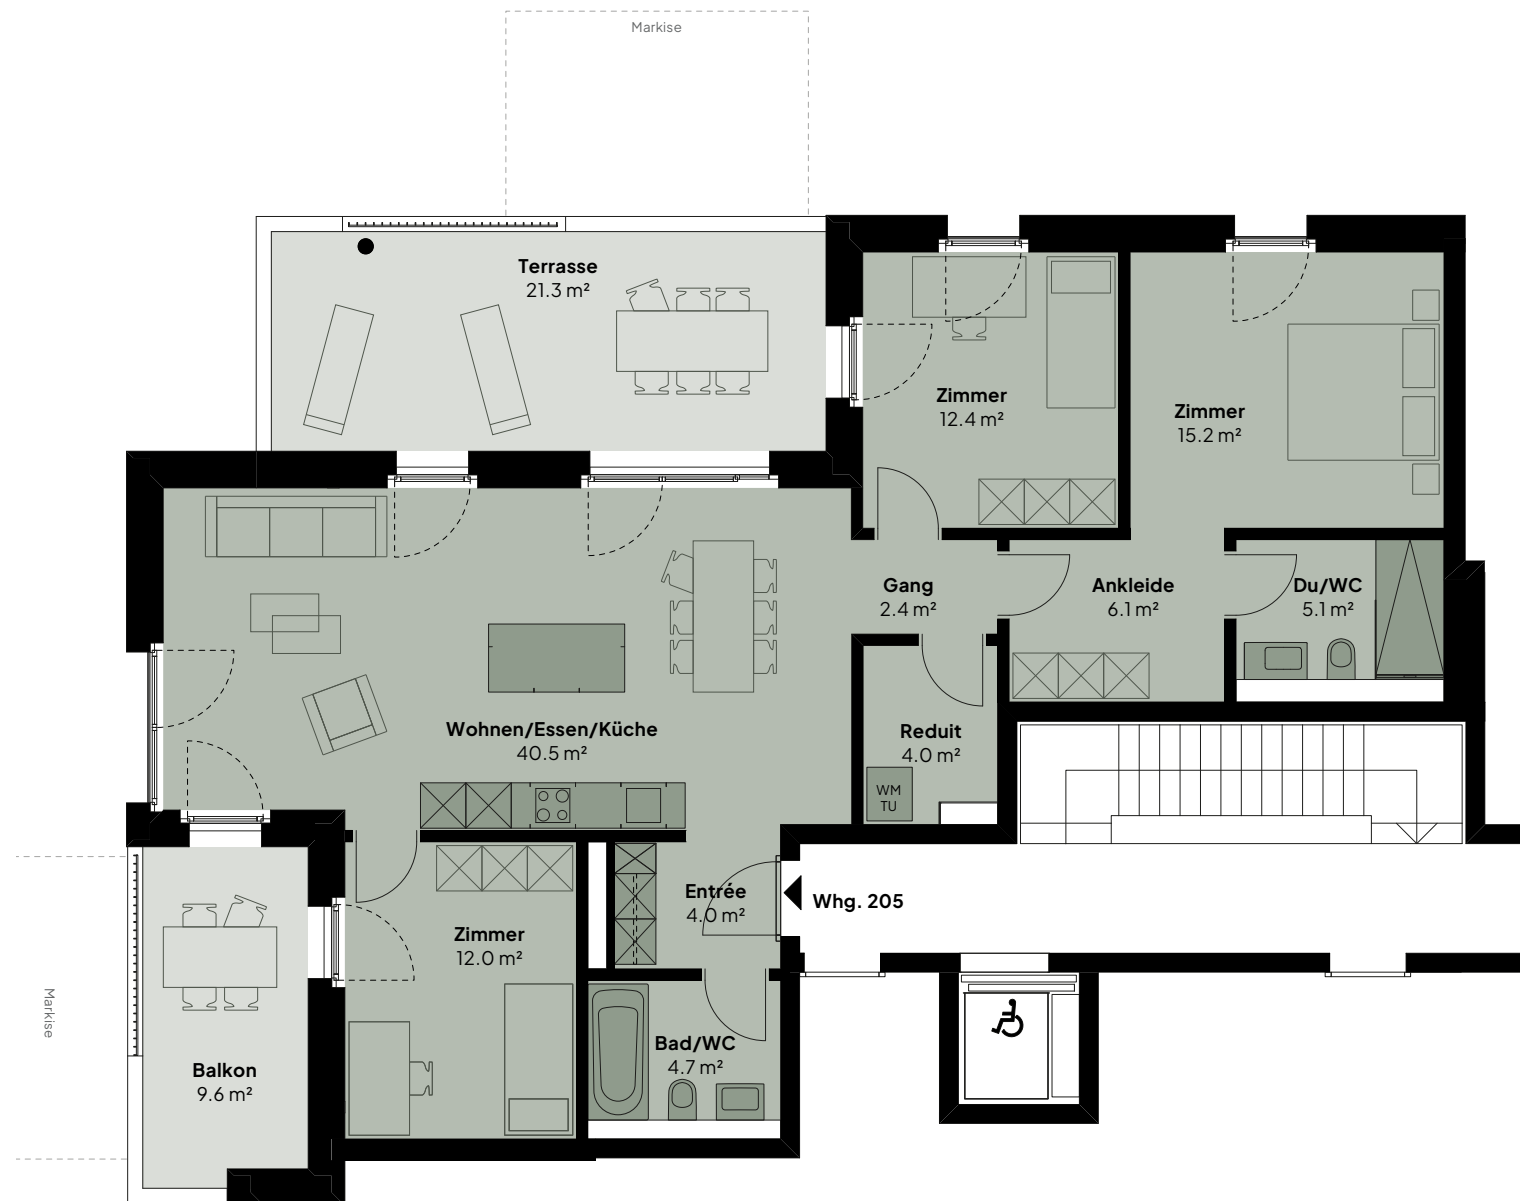 Markise
Terrasse
21.3 m²
Zimmer
12.4 m²
Zimmer
15.2 m²
Gang
2.4 m²
Ankleide
6.1 m²
Du/WC
5.1 m²
Wohnen/Essen/Küche
40.5 m²
Reduit
4.0 m²
WM
TU
Entrée
4.0 m²
Whg. 205
Zimmer
12.0 m²
Markise
Balkon
9.6 m²
Bad/WC
4.7 m²